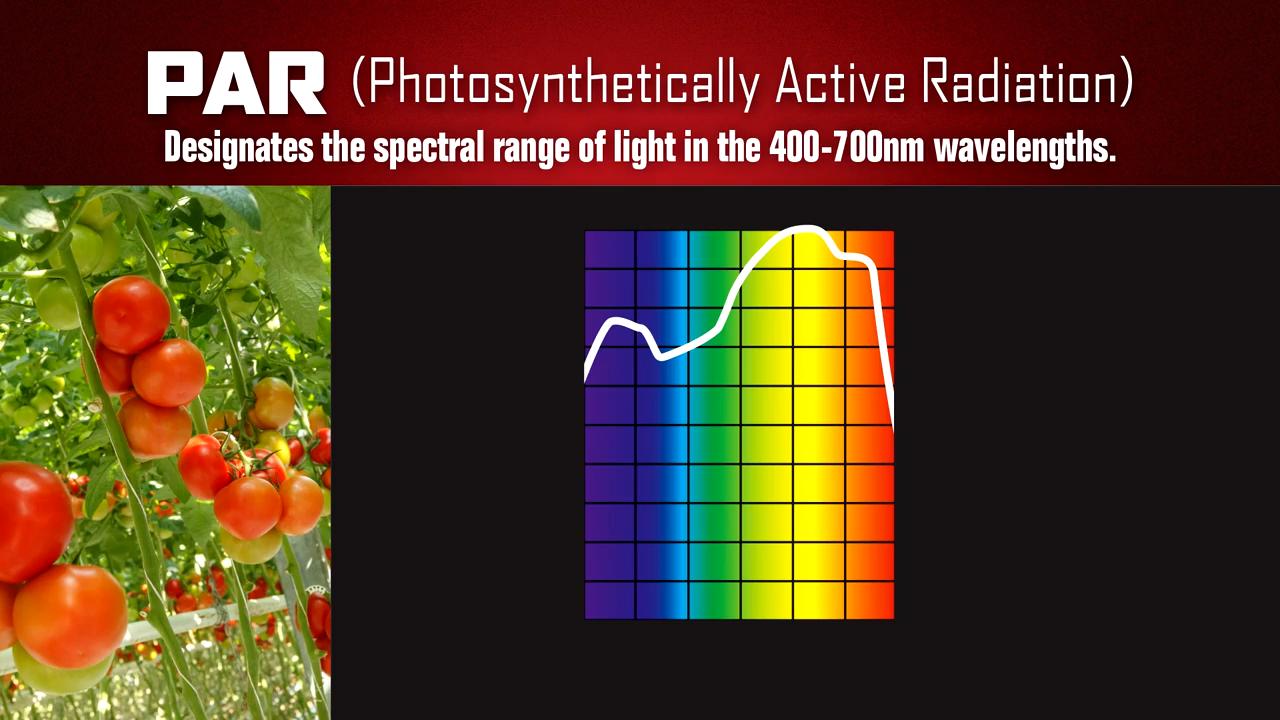 PAR (Photosynthetically Active Radiation)
Designates the spectral range of light in the 400-700nm wavelengths.